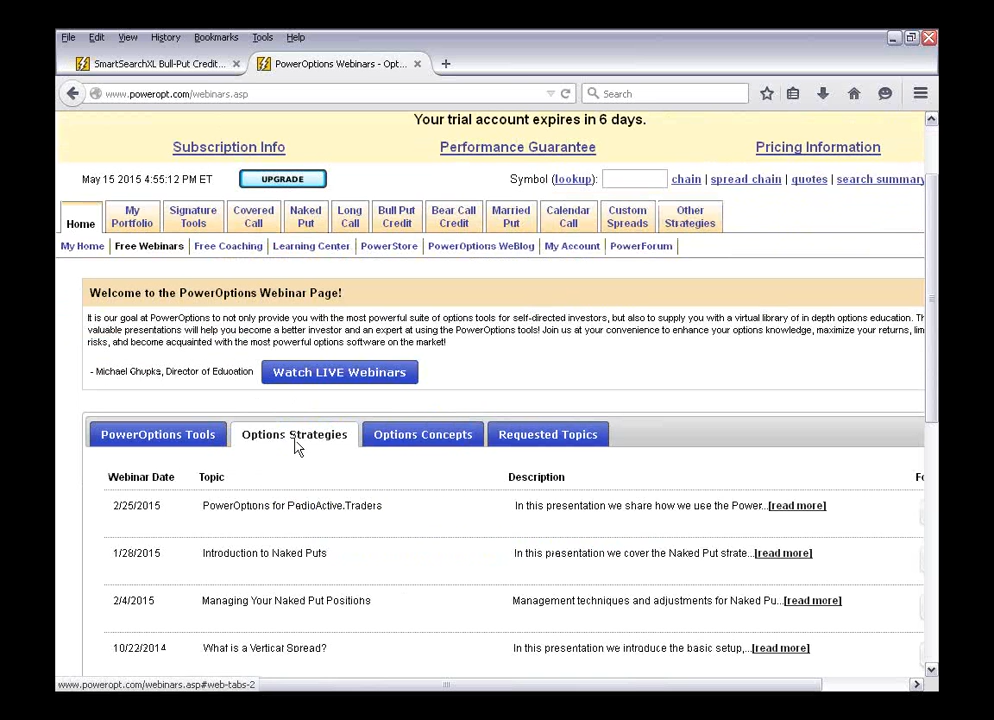 File Edit View History Bookmarks Tools Help
SmartSearchXL Bull-Put Credit... × PowerOptions Webinars - Opt... × +
www.poweropt.com/webinars.asp Search
Your trial account expires in 6 days.
Subscription Info Performance Guarantee Pricing Information
May 15 2015 4:55:12 PM ET UPGRADE Symbol (lookup): chain | spread chain | quotes | search summary
Home My Portfolio Signature Tools Covered Call Naked Put Long Call Bull Put Credit Bear Call Credit Married Put Calendar Call Custom Spreads Other Strategies
My Home Free Webinars Free Coaching Learning Center PowerStore PowerOptions WeBlog My Account PowerForum
Welcome to the PowerOptions Webinar Page!
It is our goal at PowerOptions to not only provide you with the most powerful suite of options tools for self-directed investors, but also to supply you with a virtual library of in depth options education. Th
valuable presentations will help you become a better investor and an expert at using the PowerOptions tools! Join us at your convenience to enhance your options knowledge, maximize your returns, lim
risks, and become acquainted with the most powerful options software on the market!
- Michael Chupka, Director of Education Watch LIVE Webinars
PowerOptions Tools Options Strategies Options Concepts Requested Topics
Webinar Date Topic Description Fo
2/25/2015 PowerOptions for RadioActive Traders In this presentation we share how we use the Power...[read more]
1/28/2015 Introduction to Naked Puts In this presentation we cover the Naked Put strate...[read more]
2/4/2015 Managing Your Naked Put Positions Management techniques and adjustments for Naked Pu...[read more]
10/22/2014 What is a Vertical Spread? In this presentation we introduce the basic setup,...[read more]
www.poweropt.com/webinars.asp#web-tabs-2